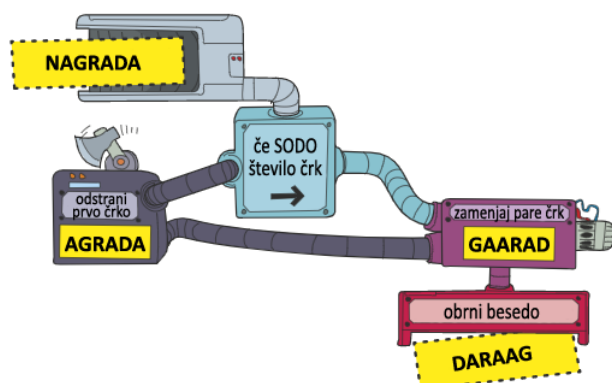 NAGRADA
če SODO
število črk
odstrani
prvo črko
AGRADA
zamenjaj pare črk
GAARAD
obrni besedo
DARAAG